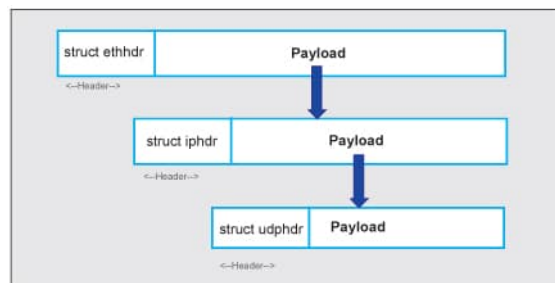 struct ethhdr Payload
<--Header-->
struct iphdr Payload
<--Header-->
struct udphdr Payload
<--Header-->